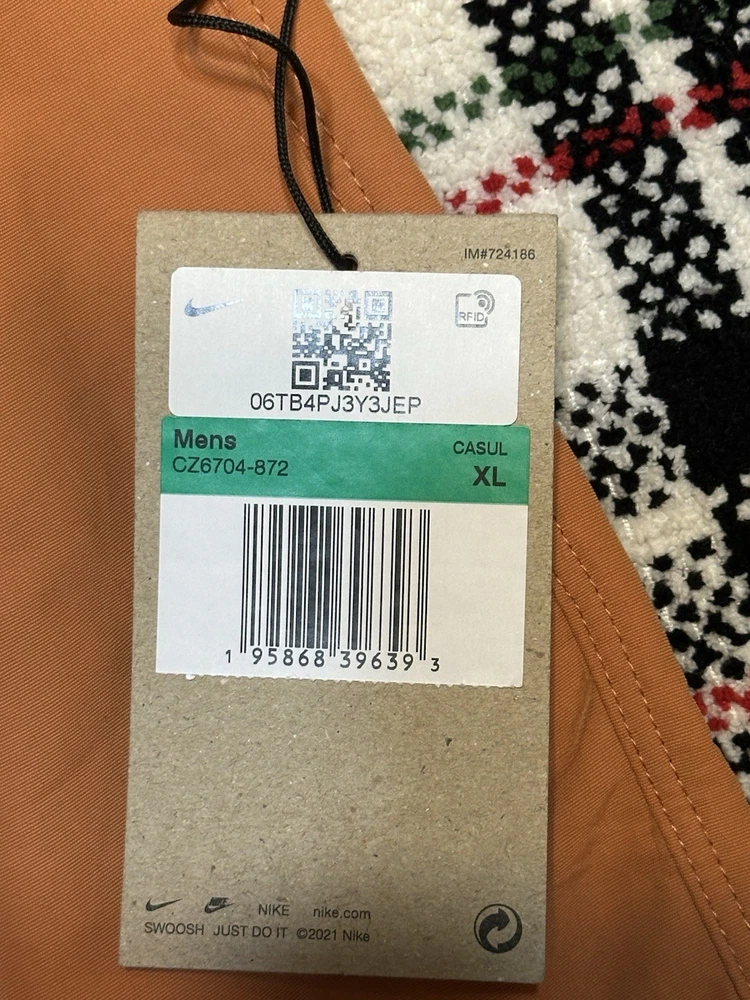 IM#724186
RFID
06TB4PJ3Y3JEP
Mens
CZ6704-872
CASUL
XL
1 95868 39639 3
NIKE nike.com
SWOOSH JUST DO IT ©2021 Nike